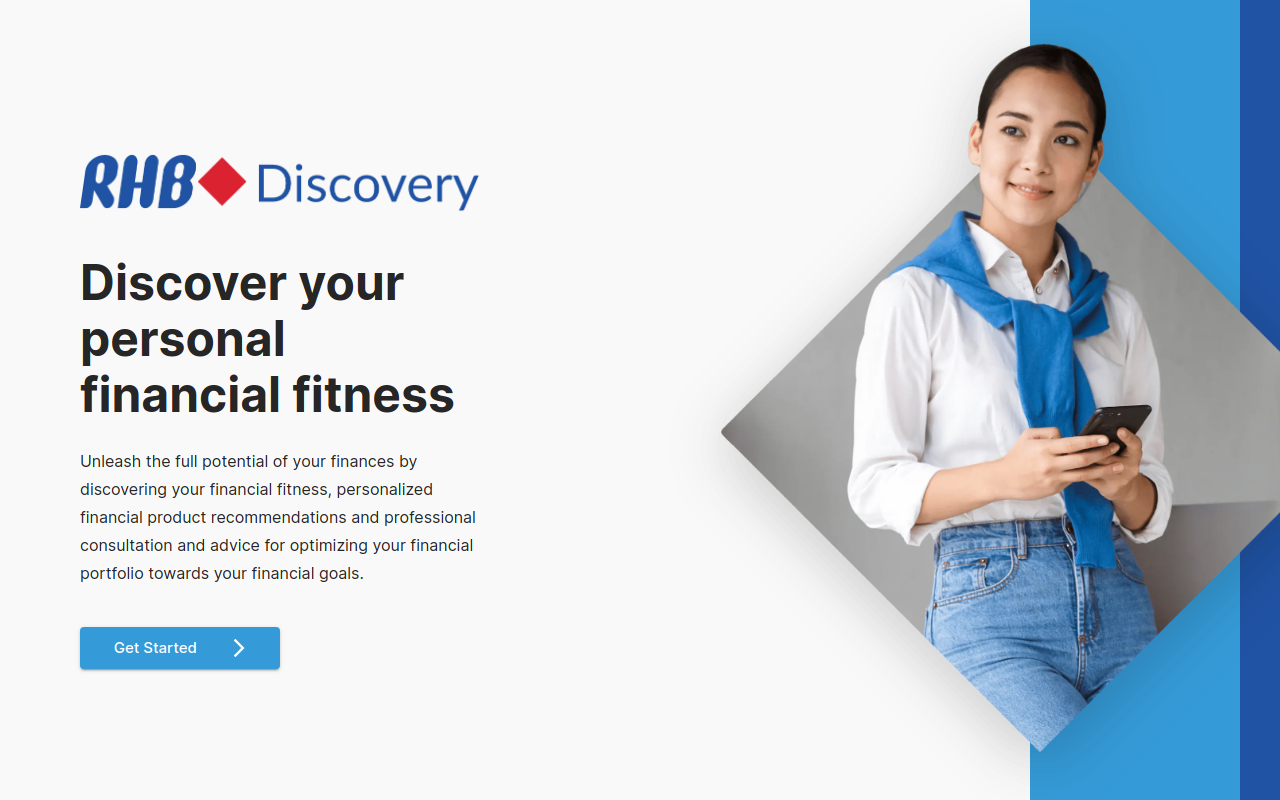 RHB Discovery
Discover your
personal
financial fitness
Unleash the full potential of your finances by
discovering your financial fitness, personalized
financial product recommendations and professional
consultation and advice for optimizing your financial
portfolio towards your financial goals.
Get Started